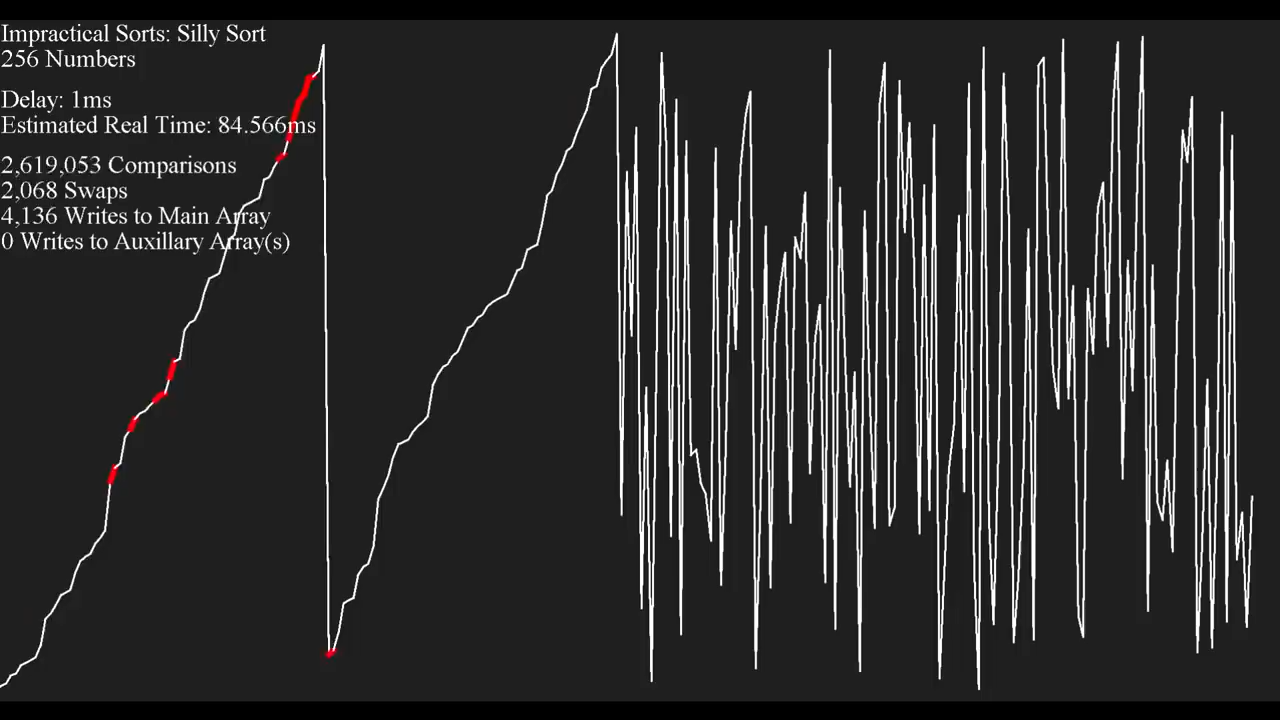 Impractical Sorts: Silly Sort
256 Numbers
Delay: 1ms
Estimated Real Time: 84.566ms
2,619,053 Comparisons
2,068 Swaps
4,136 Writes to Main Array
0 Writes to Auxillary Array(s)